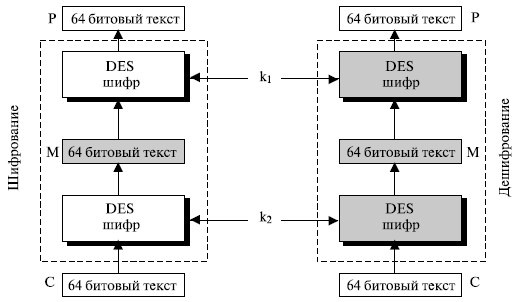 P 64 битовый текст 64 битовый текст P
DES
шифр
k1
DES
шифр
Шифрование
M 64 битовый текст 64 битовый текст M
Дешифрование
DES
шифр
k2
DES
шифр
C 64 битовый текст 64 битовый текст C